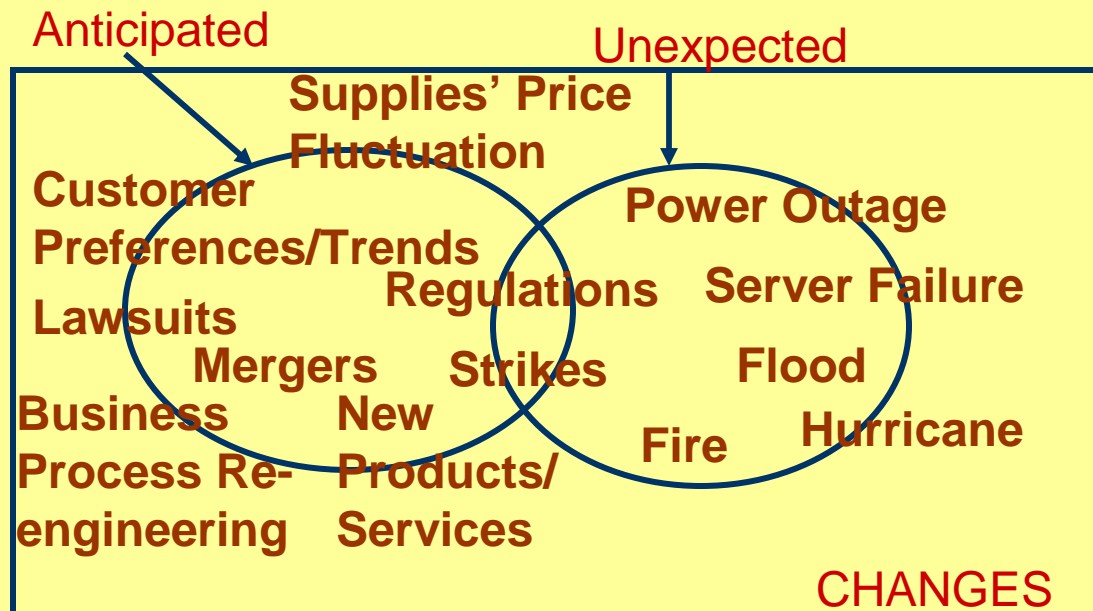 Anticipated
Unexpected
Supplies’ Price
Fluctuation
Customer
Preferences/Trends
Power Outage
Regulations
Server Failure
Lawsuits
Mergers
Strikes
Flood
Business
Process Re-
engineering
New
Products/
Services
Fire
Hurricane
CHANGES